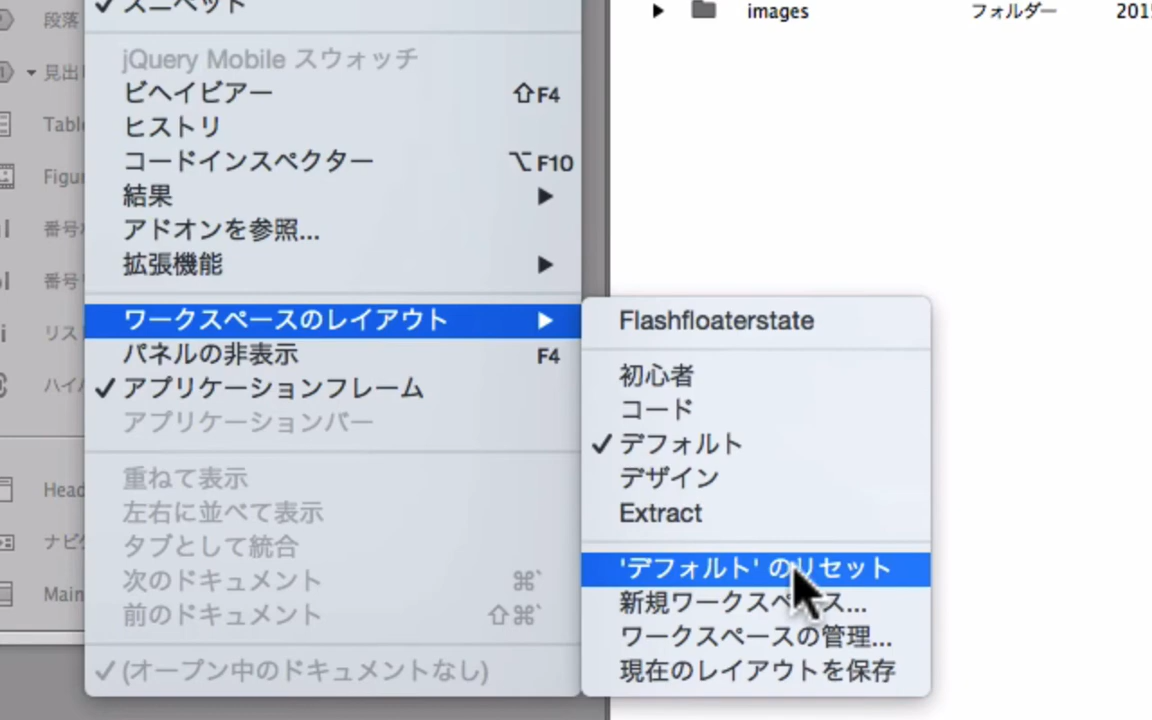 スニペット
jQuery Mobile スウォッチ
ビヘイビアー ⇧F4
ヒストリ
コードインスペクター ⌥F10
結果 ▶
アドオンを参照...
拡張機能 ▶
ワークスペースのレイアウト ▶
パネルの非表示 F4
✓ アプリケーションフレーム
アプリケーションバー
重ねて表示
左右に並べて表示
タブとして統合
次のドキュメント ⌘`
前のドキュメント ⇧⌘`
✓ (オープン中のドキュメントなし)
Flashfloaterstate
初心者
コード
✓ デフォルト
デザイン
Extract
'デフォルト' のリセット
新規ワークスペース...
ワークスペースの管理...
現在のレイアウトを保存
images フォルダー 201
段落
見出
Table
Figu
番号
番号
リス
ハイ
Head
ナビ
Main